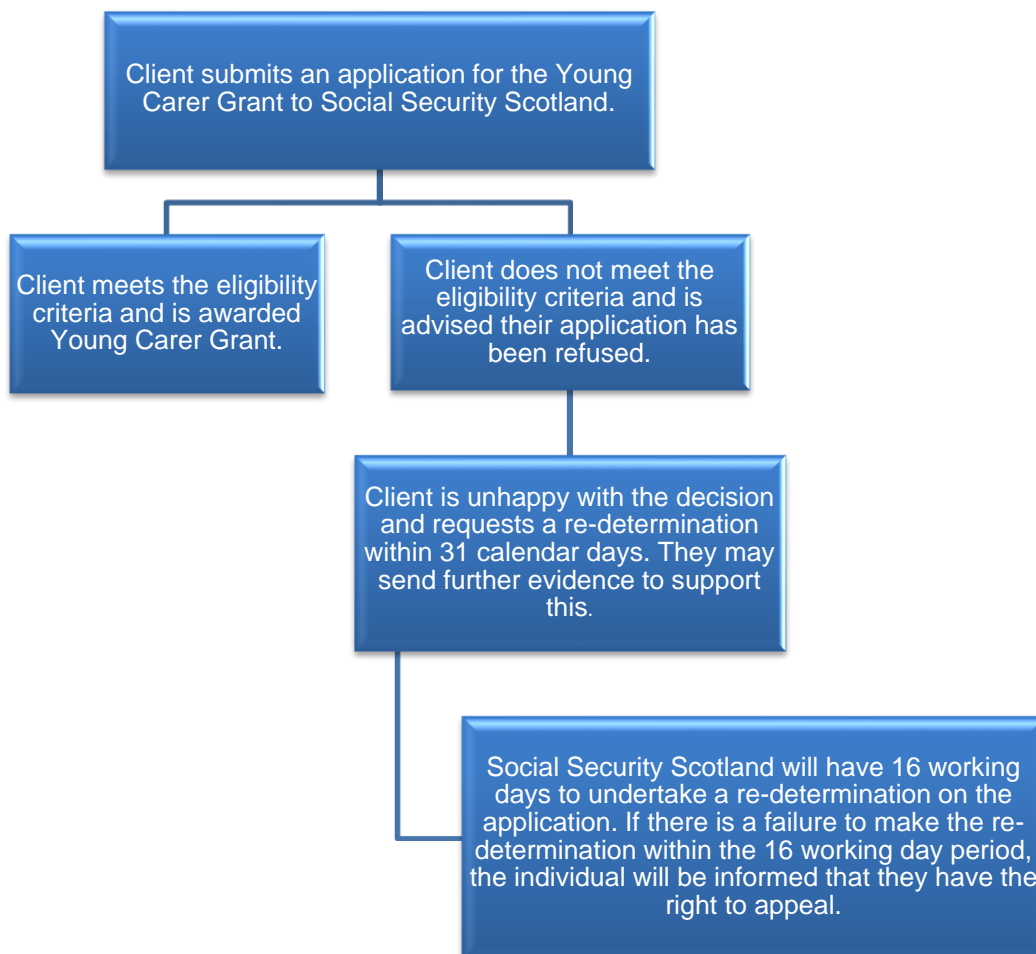 Client submits an application for the Young
Carer Grant to Social Security Scotland.
Client meets the eligibility
criteria and is awarded
Young Carer Grant.
Client does not meet the
eligibility criteria and is
advised their application has
been refused.
Client is unhappy with the decision
and requests a re-determination
within 31 calendar days. They may
send further evidence to support
this.
Social Security Scotland will have 16 working
days to undertake a re-determination on the
application. If there is a failure to make the re-
determination within the 16 working day period,
the individual will be informed that they have the
right to appeal.